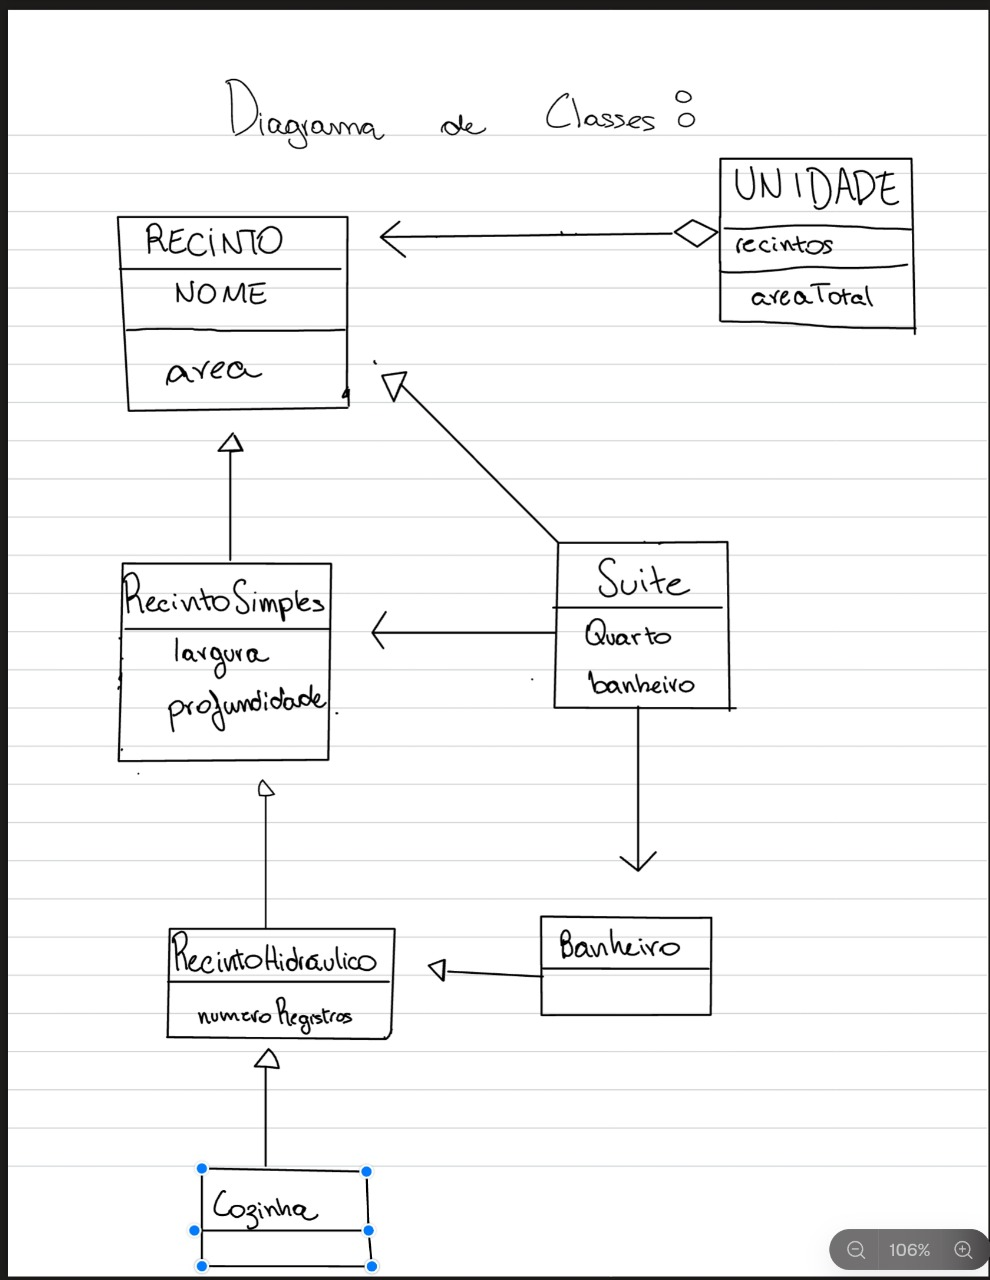 Diagrama de Classes:
UNIDADE
recintos
areaTotal
RECINTO
NOME
area
Suite
Quarto
banheiro
RecintoSimples
largura
profundidade
RecintoHidráulico
numeroRegistros
Banheiro
Cozinha
106%